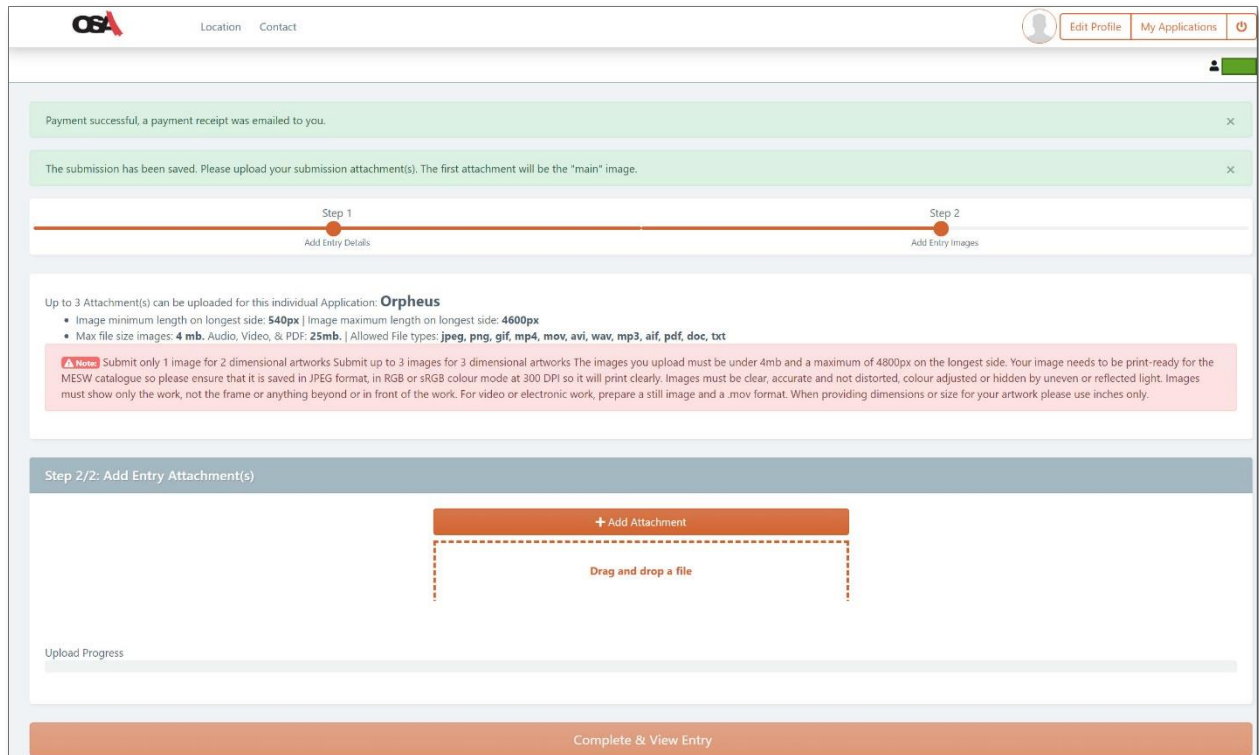 OSA
Location Contact
Edit Profile My Applications
Payment successful, a payment receipt was emailed to you. ×
The submission has been saved. Please upload your submission attachment(s). The first attachment will be the "main" image. ×
Step 1 Step 2
Add Entry Details Add Entry Images
Up to 3 Attachment(s) can be uploaded for this individual Application: Orpheus
• Image minimum length on longest side: 540px | Image maximum length on longest side: 4600px
• Max file size images: 4 mb. Audio, Video, & PDF: 25mb. | Allowed File types: jpeg, png, gif, mp4, mov, avi, wav, mp3, aif, pdf, doc, txt
Note: Submit only 1 image for 2 dimensional artworks Submit up to 3 images for 3 dimensional artworks The images you upload must be under 4mb and a maximum of 4800px on the longest side. Your image needs to be print-ready for the
MESW catalogue so please ensure that it is saved in JPEG format, in RGB or sRGB colour mode at 300 DPI so it will print clearly. Images must be clear, accurate and not distorted, colour adjusted or hidden by uneven or reflected light. Images
must show only the work, not the frame or anything beyond or in front of the work. For video or electronic work, prepare a still image and a .mov format. When providing dimensions or size for your artwork please use inches only.
Step 2/2: Add Entry Attachment(s)
+ Add Attachment
Drag and drop a file
Upload Progress
Complete & View Entry